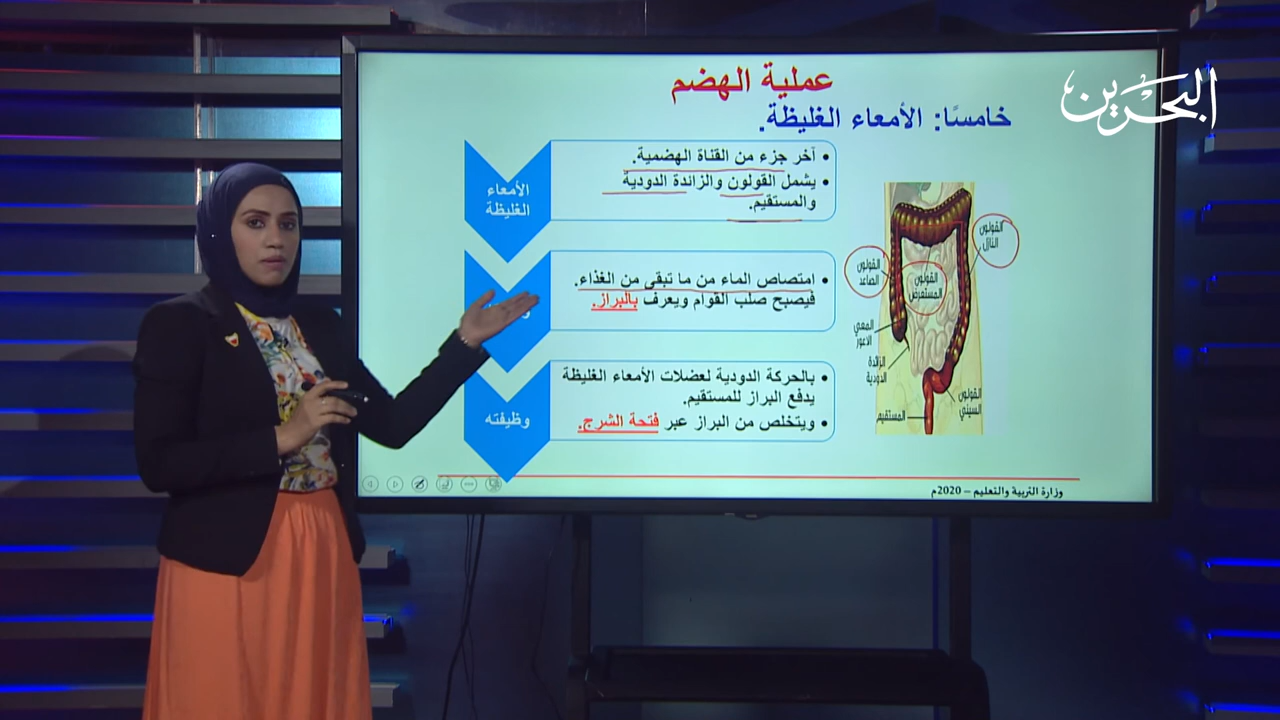 البحرين
عملية الهضم
خامسًا: الأمعاء الغليظة.
الأمعاء
الغليظة
• آخر جزء من القناة الهضمية.
• يشمل القولون والزائدة الدودية
والمستقيم.
• امتصاص الماء من ما تبقى من الغذاء.
فيصبح صلب القوام ويعرف بالبراز.
وظيفته
• بالحركة الدودية لعضلات الأمعاء الغليظة
يدفع البراز للمستقيم.
• ويتخلص من البراز عبر فتحة الشرج.
القولون
النازل
القولون
الصاعد
القولون
المستعرض
المعي
الاعور
الزائدة
الدودية
القولون
السيني
المستقيم
وزارة التربية والتعليم – 2020م